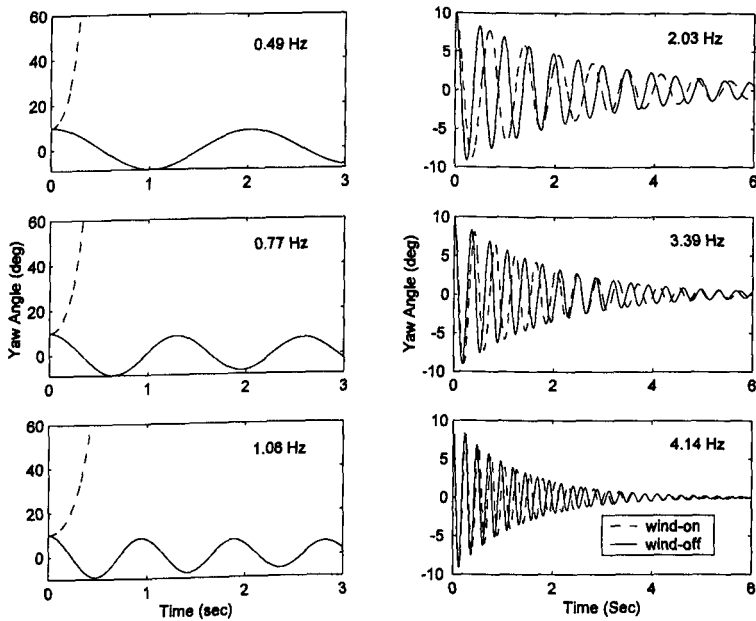 60
40
20
0
0.49 Hz
0 1 2 3
10
5
0
-5
-10
2.03 Hz
0 2 4 6
Yaw Angle (deg)
60
40
20
0
0.77 Hz
0 1 2 3
Yaw Angle (deg)
10
5
0
-5
-10
3.39 Hz
0 2 4 6
60
40
20
0
1.06 Hz
0 1 2 3
Time (sec)
10
5
0
-5
-10
4.14 Hz
wind-on
wind-off
0 2 4 6
Time (Sec)